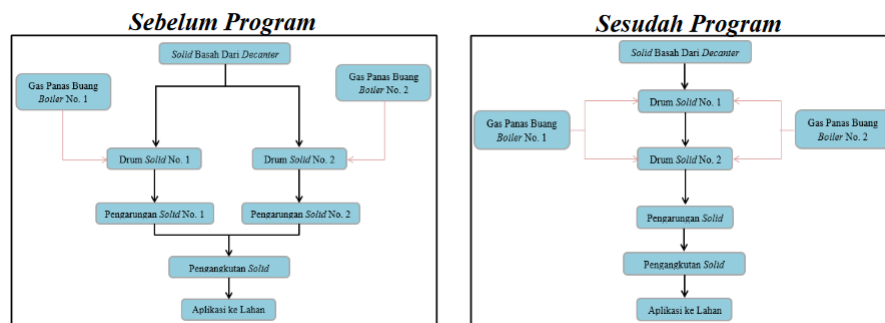 Sebelum Program
Solid Basah Dari Decanter
Gas Panas Buang
Boiler No. 1
Gas Panas Buang
Boiler No. 2
Drum Solid No. 1
Drum Solid No. 2
Pengarungan Solid No. 1
Pengarungan Solid No. 2
Pengangkutan Solid
Aplikasi ke Lahan
Sesudah Program
Solid Basah Dari Decanter
Drum Solid No. 1
Gas Panas Buang
Boiler No. 1
Gas Panas Buang
Boiler No. 2
Drum Solid No. 2
Pengarungan Solid
Pengangkutan Solid
Aplikasi ke Lahan